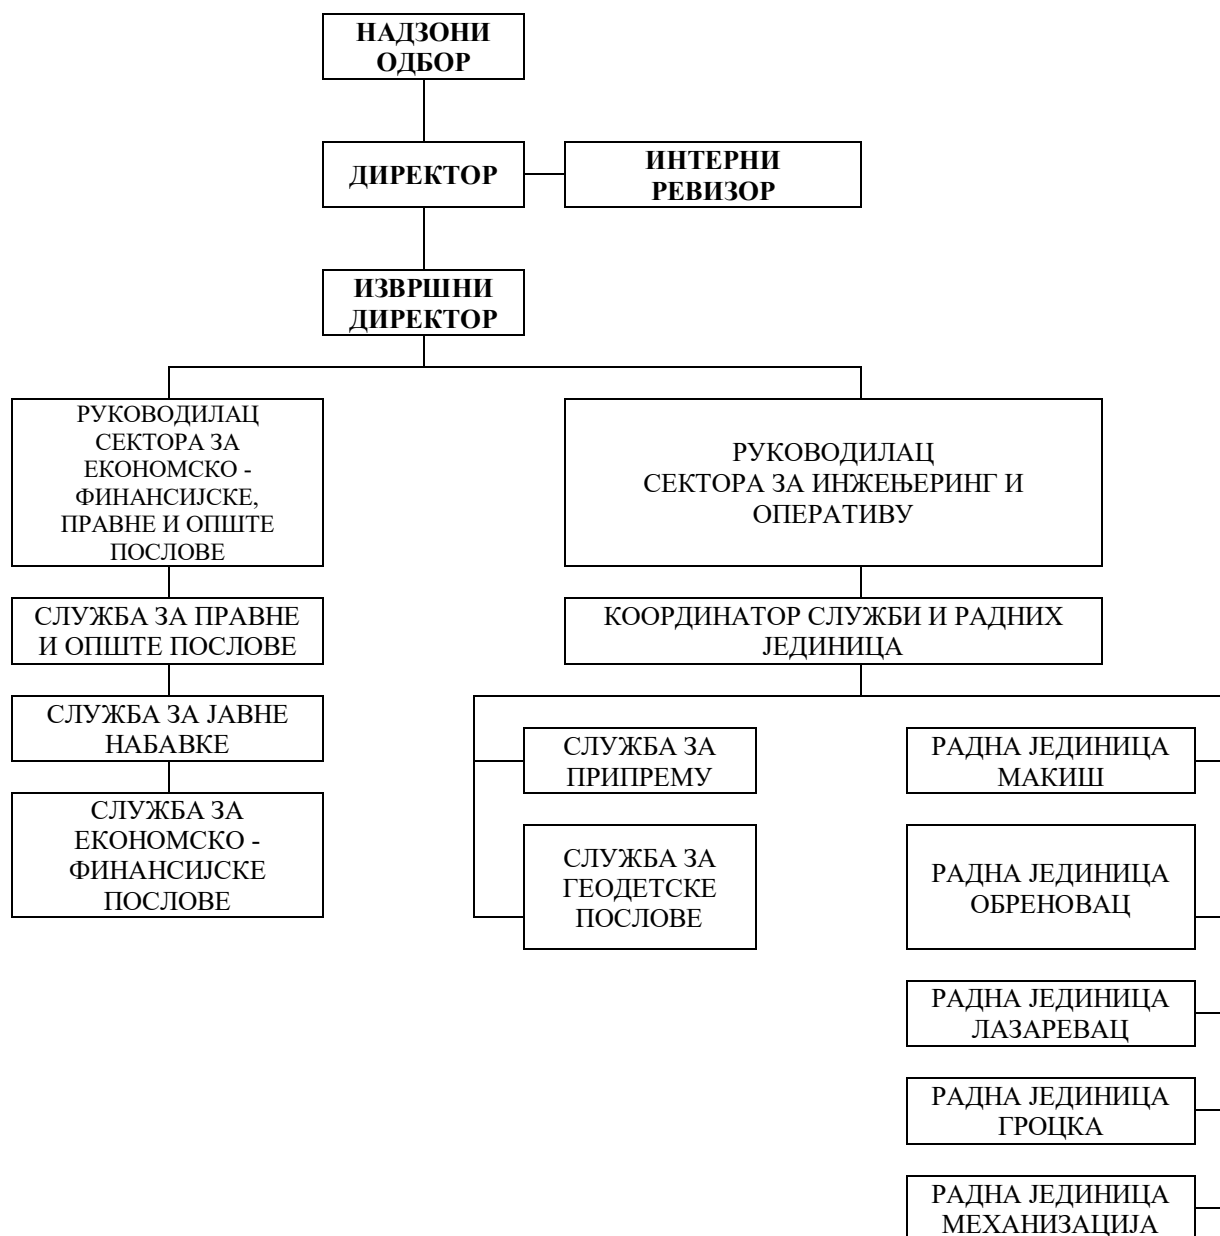 НАДЗОНИ
ОДБОР
ДИРЕКТОР
ИНТЕРНИ
РЕВИЗОР
ИЗВРШНИ
ДИРЕКТОР
РУКОВОДИЛАЦ
СЕКТОРА ЗА
ЕКОНОМСКО -
ФИНАНСИЈСКЕ,
ПРАВНЕ И ОПШТЕ
ПОСЛОВЕ
РУКОВОДИЛАЦ
СЕКТОРА ЗА ИНЖЕЊЕРИНГ И
ОПЕРАТИВУ
СЛУЖБА ЗА ПРАВНЕ
И ОПШТЕ ПОСЛОВЕ
КООРДИНАТОР СЛУЖБИ И РАДНИХ
ЈЕДИНИЦА
СЛУЖБА ЗА ЈАВНЕ
НАБАВКЕ
СЛУЖБА ЗА
ПРИПРЕМУ
РАДНА ЈЕДИНИЦА
МАКИШ
СЛУЖБА ЗА
ЕКОНОМСКО -
ФИНАНСИЈСКЕ
ПОСЛОВЕ
СЛУЖБА ЗА
ГЕОДЕТСКЕ
ПОСЛОВЕ
РАДНА ЈЕДИНИЦА
ОБРЕНОВАЦ
РАДНА ЈЕДИНИЦА
ЛАЗАРЕВАЦ
РАДНА ЈЕДИНИЦА
ГРОЦКА
РАДНА ЈЕДИНИЦА
МЕХАНИЗАЦИЈА